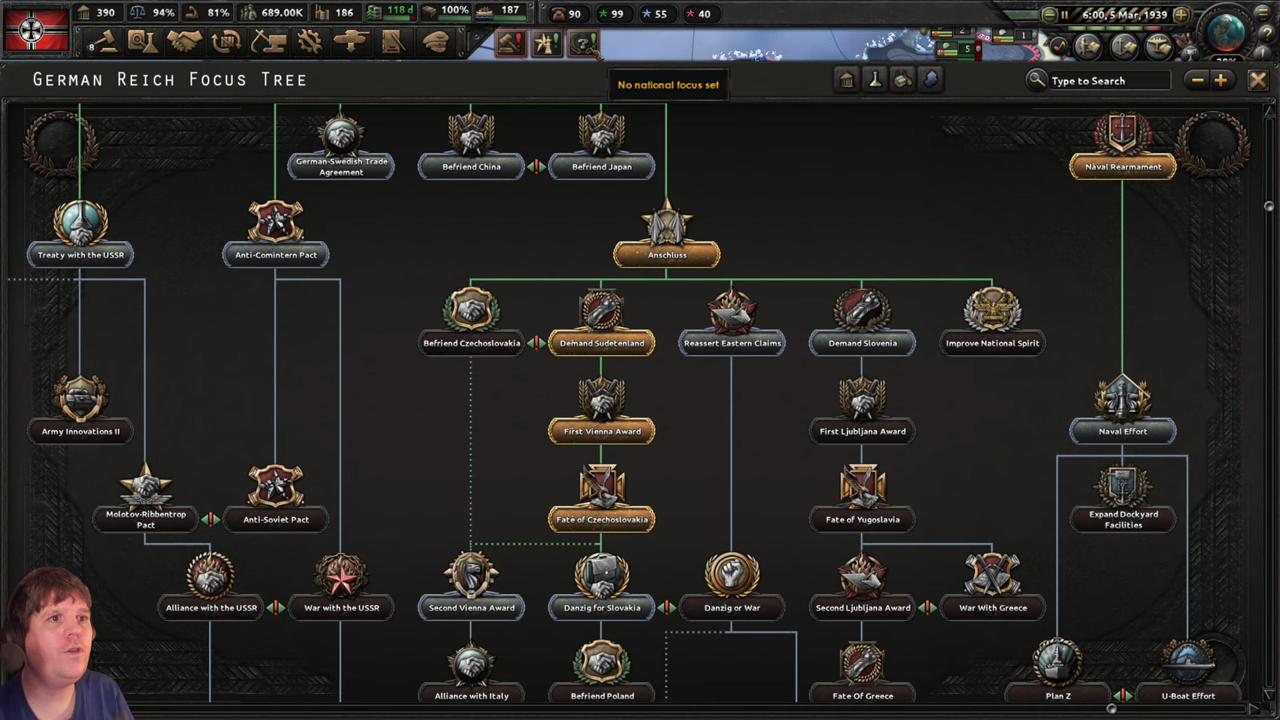 390 94% 81% 689.00K 186 118 d 100% 187 90 99 55 40 6:00, 5 Mar, 1939
8 2 1
5
GERMAN REICH FOCUS TREE
No national focus set
Type to Search
German-Swedish Trade Agreement
Befriend China
Befriend Japan
Naval Rearmament
Treaty with the USSR
Anti-Comintern Pact
Anschluss
Befriend Czechoslovakia
Demand Sudetenland
Reassert Eastern Claims
Demand Slovenia
Improve National Spirit
Army Innovations II
First Vienna Award
First Ljubljana Award
Naval Effort
Molotov-Ribbentrop Pact
Anti-Soviet Pact
Fate of Czechoslovakia
Fate of Yugoslavia
Expand Dockyard Facilities
Alliance with the USSR
War with the USSR
Second Vienna Award
Danzig for Slovakia
Danzig or War
Second Ljubljana Award
War With Greece
Alliance with Italy
Befriend Poland
Fate Of Greece
Plan Z
U-Boat Effort